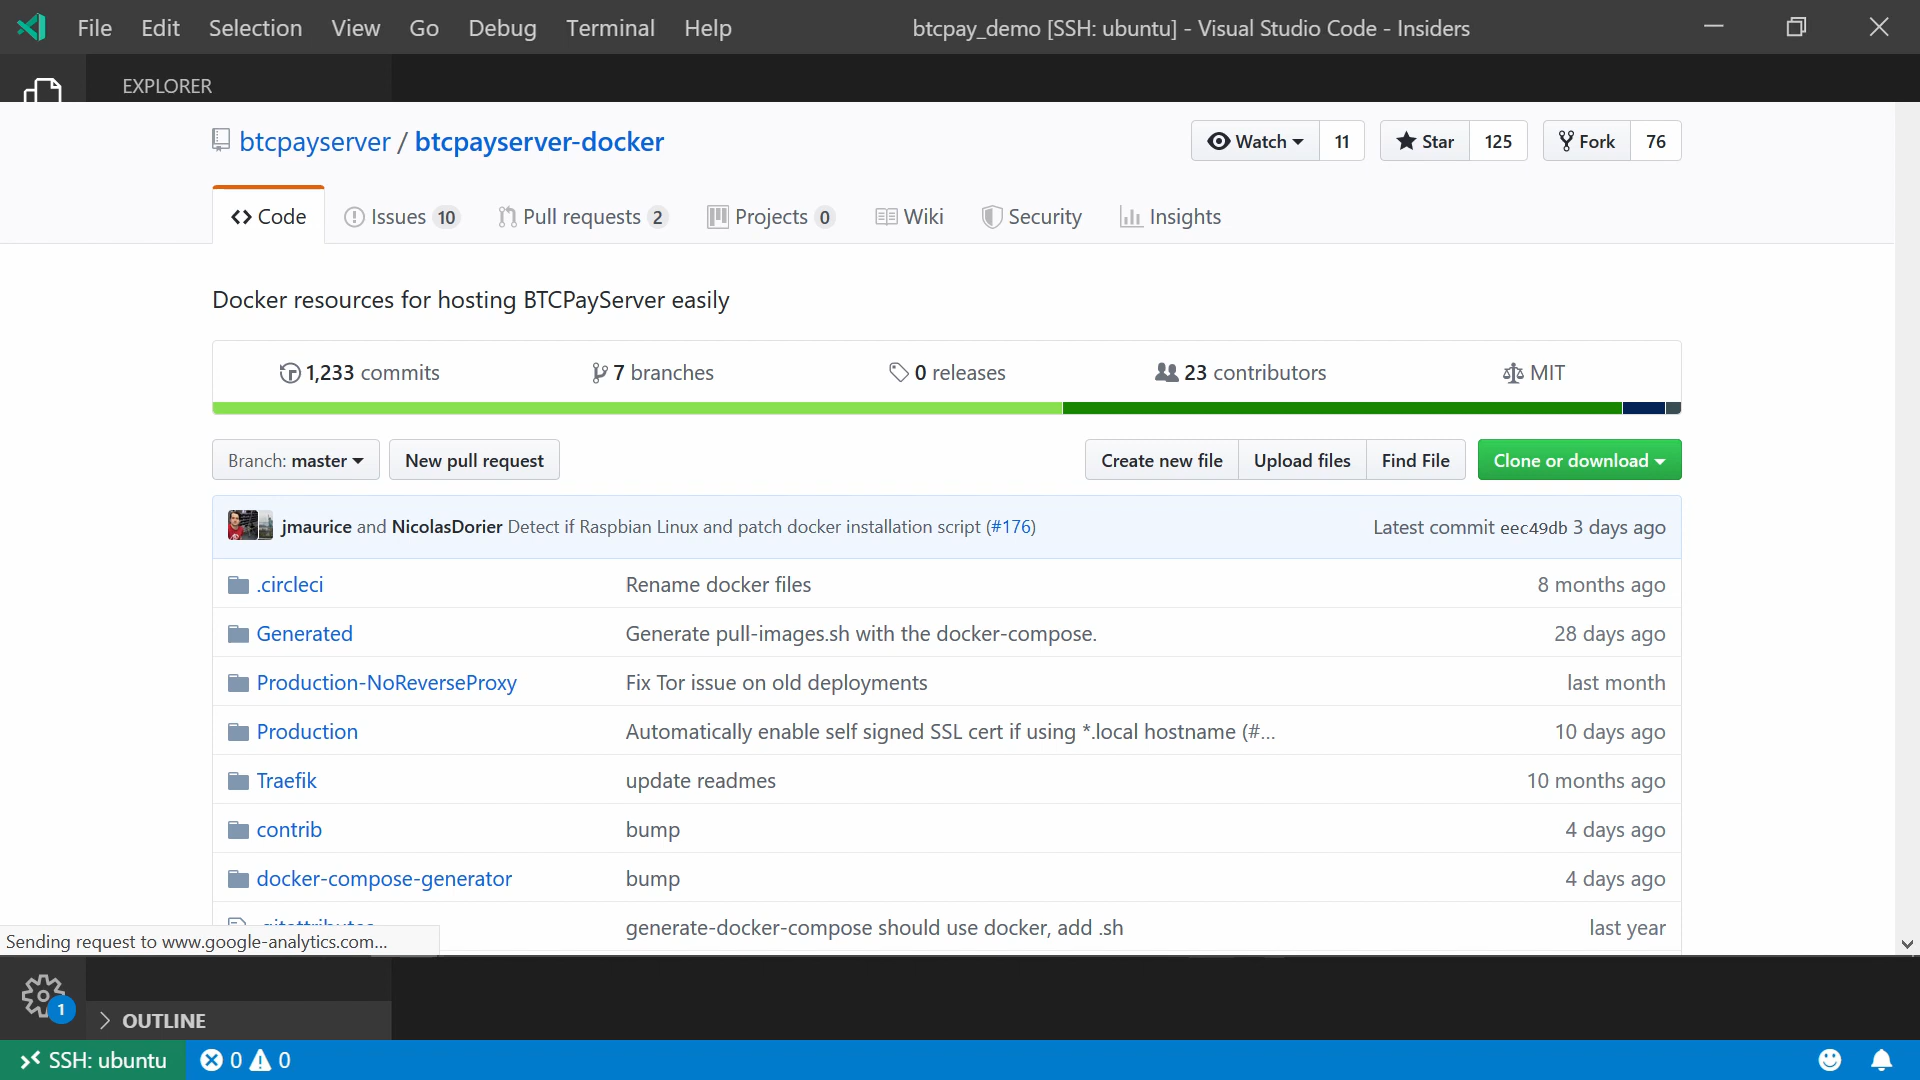 File Edit Selection View Go Debug Terminal Help btcpay_demo [SSH: ubuntu] - Visual Studio Code - Insiders
EXPLORER
btcpayserver / btcpayserver-docker Watch 11 Star 125 Fork 76
Code Issues 10 Pull requests 2 Projects 0 Wiki Security Insights
Docker resources for hosting BTCPayServer easily
1,233 commits 7 branches 0 releases 23 contributors MIT
Branch: master New pull request Create new file Upload files Find File Clone or download
jmaurice and NicolasDorier Detect if Raspbian Linux and patch docker installation script (#176) Latest commit eec49db 3 days ago
.circleci Rename docker files 8 months ago
Generated Generate pull-images.sh with the docker-compose. 28 days ago
Production-NoReverseProxy Fix Tor issue on old deployments last month
Production Automatically enable self signed SSL cert if using *.local hostname (#... 10 days ago
Traefik update readmes 10 months ago
contrib bump 4 days ago
docker-compose-generator bump 4 days ago
generate-docker-compose should use docker, add .sh last year
Sending request to www.google-analytics.com...
1
OUTLINE
SSH: ubuntu 0 0